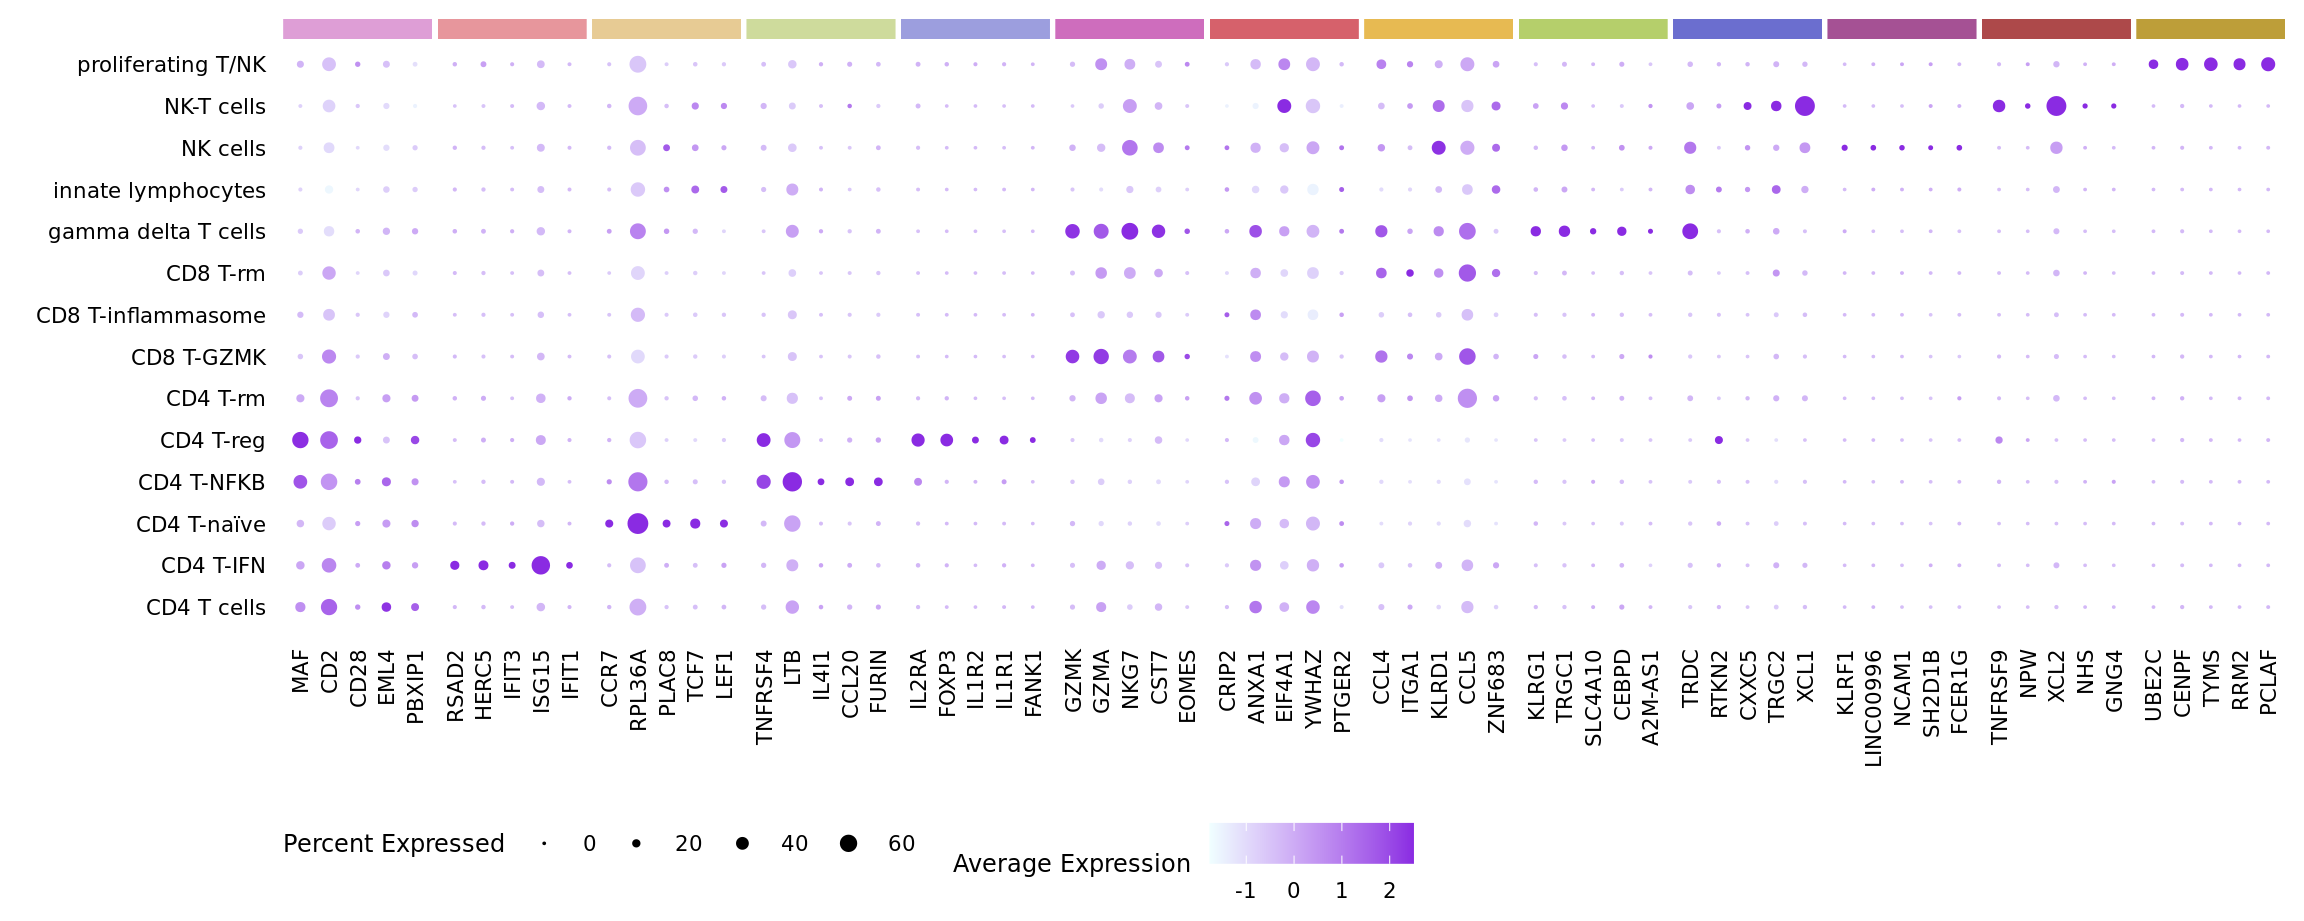 proliferating T/NK
NK-T cells
NK cells
innate lymphocytes
gamma delta T cells
CD8 T-rm
CD8 T-inflammasome
CD8 T-GZMK
CD4 T-rm
CD4 T-reg
CD4 T-NFKB
CD4 T-naïve
CD4 T-IFN
CD4 T cells
MAF
CD2
CD28
EML4
PBXIP1
RSAD2
HERC5
IFIT3
ISG15
IFIT1
CCR7
RPL36A
PLAC8
TCF7
LEF1
TNFRSF4
LTB
IL4I1
CCL20
FURIN
IL2RA
FOXP3
IL1R2
IL1R1
FANK1
GZMK
GZMA
NKG7
CST7
EOMES
CRIP2
ANXA1
EIF4A1
YWHAZ
PTGER2
CCL4
ITGA1
KLRD1
CCL5
ZNF683
KLRG1
TRGC1
SLC4A10
CEBPD
A2M-AS1
TRDC
RTKN2
CXXC5
TRGC2
XCL1
KLRF1
LINC00996
NCAM1
SH2D1B
FCER1G
TNFRSF9
NPW
XCL2
NHS
GNG4
UBE2C
CENPF
TYMS
RRM2
PCLAF
Percent Expressed 0 20 40 60
Average Expression
-1 0 1 2